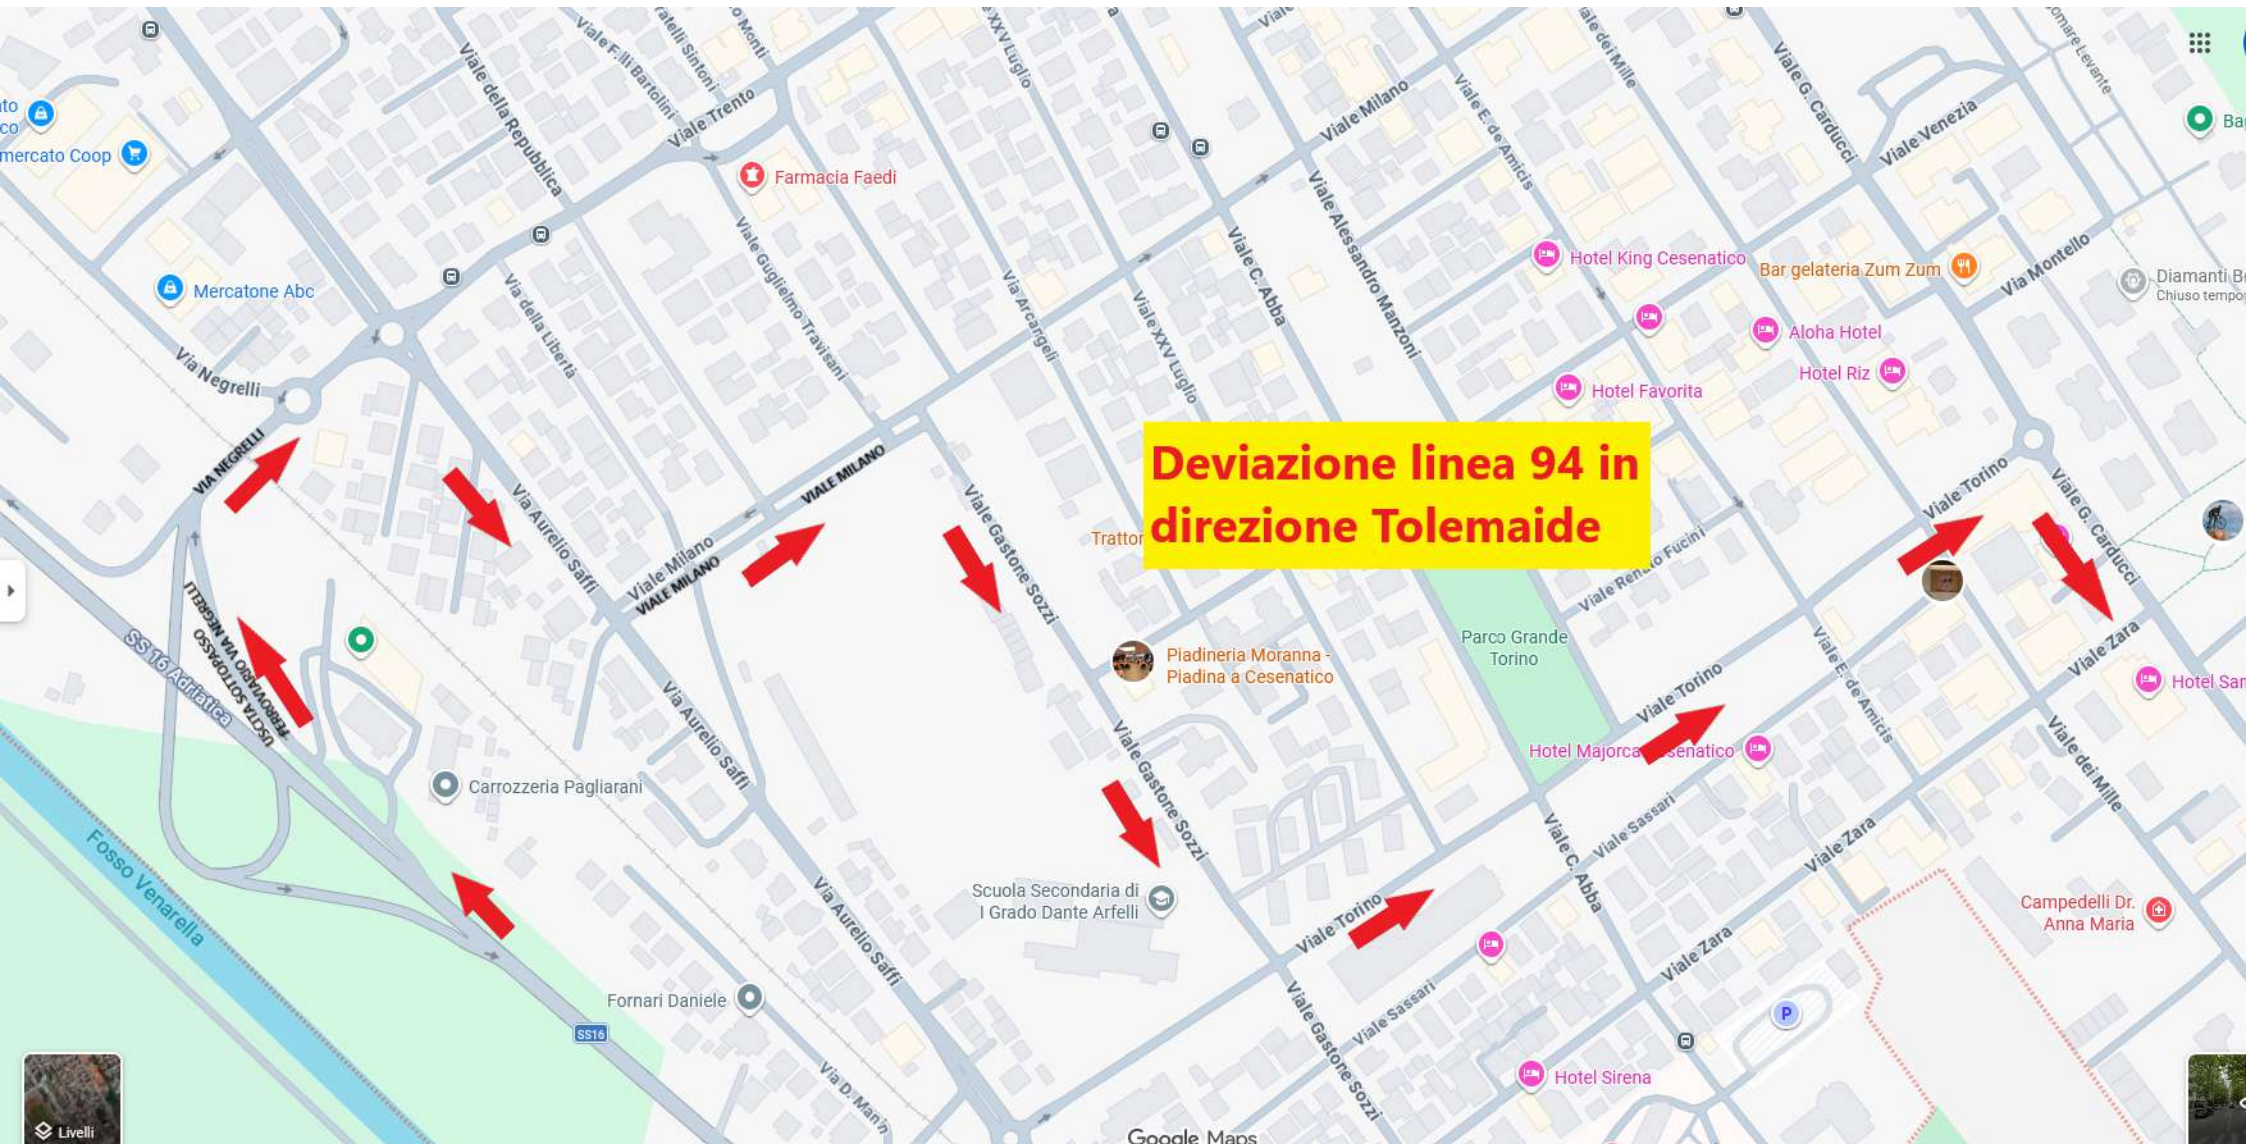 Viale F.lli Bartolini
Viale della Repubblica
Viale Trento
XXV Luglio
Viale Milano
Viale E. de Amicis
Viale G. Carducci
Viale Venezia
mercato Coop
Farmacia Faedi
Viale Guglielmo Travisani
Via Arcangeli
Viale XXV Luglio
Viale C. Abba
Viale Alessandro Manzoni
Hotel King Cesenatico
Bar gelateria Zum Zum
Via Montello
Mercatone Abc
Via della Libertà
Aloha Hotel
Hotel Riz
Hotel Favorita
Via Negrelli
VIA NEGRELLI
VIALE MILANO
Deviazione linea 94 in
direzione Tolemaide
Trattor
Via Aurelio Saffi
Viale Milano
VIALE MILANO
Viale Gastone Sozzi
Viale Torino
Viale G. Carducci
Viale Renato Fucini
USCITA SOTTOPASSO
FERROVIARIO VIA NEGRELLI
SS 16 Adriatica
Piadineria Moranna -
Piadina a Cesenatico
Parco Grande
Torino
Viale Zara
Viale Torino
Viale E. de Amicis
Hotel Majorca Cesenatico
Via Aurelio Saffi
Viale Gastone Sozzi
Viale dei Mille
Carrozzeria Pagliarani
Viale Sassari
Viale Zara
Viale C. Abba
Fosso Venarella
Scuola Secondaria di
I Grado Dante Arfelli
Via Aurelio Saffi
Viale Torino
Viale Zara
Campedelli Dr.
Anna Maria
Fornari Daniele
SS16
Viale Gastone Sozzi
Viale Sassari
P
Hotel Sirena
Via D. Manin
Livelli
Google Maps